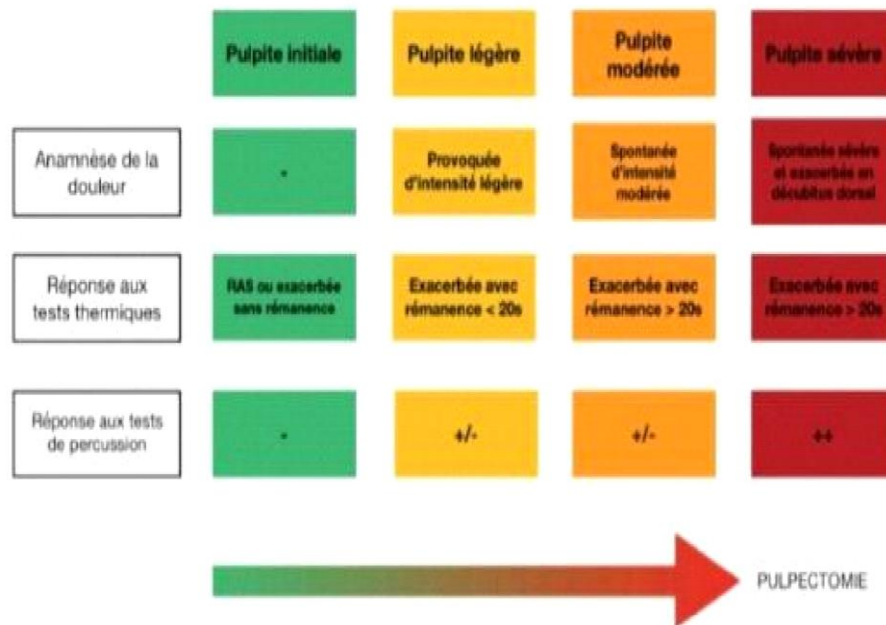 Pulpite initiale
Pulpite légère
Pulpite
modérée
Pulpite sévère
Anamnèse de la
douleur
-
Provoquée
d'intensité légère
Spontanée
d'intensité
modérée
Spontanée sévère
et exacerbée en
décubitus dorsal
Réponse aux
tests thermiques
RAS ou exacerbée
sans rémanence
Exacerbée avec
rémanence < 20s
Exacerbée avec
rémanence > 20s
Exacerbée avec
rémanence > 20s
Réponse aux tests
de percussion
-
+/-
+/-
++
PULPECTOMIE